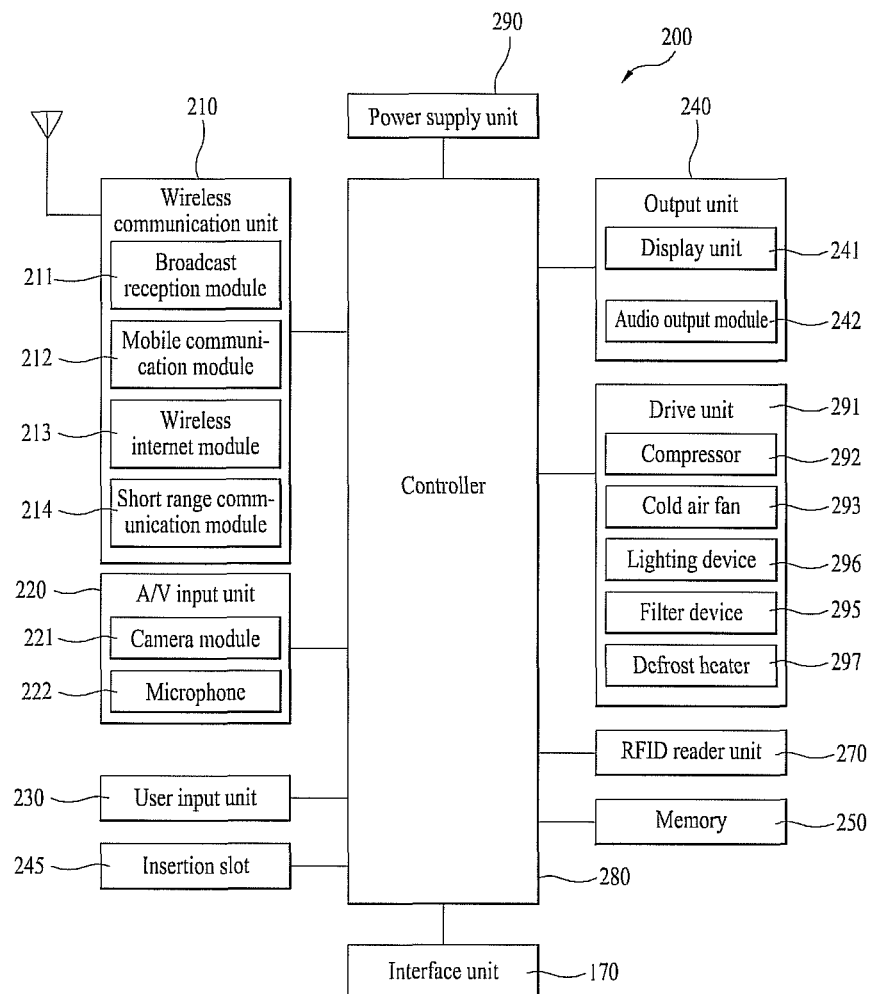 290
200
Power supply unit
210
Wireless
communication unit
211
Broadcast
reception module
212
Mobile communi-
cation module
213
Wireless
internet module
214
Short range comm-
unication module
220
A/V input unit
221
Camera module
222
Microphone
230
User input unit
245
Insertion slot
Controller
280
240
Output unit
Display unit
241
Audio output module
242
Drive unit
291
Compressor
292
Cold air fan
293
Lighting device
296
Filter device
295
Defrost heater
297
RFID reader unit
270
Memory
250
Interface unit
170